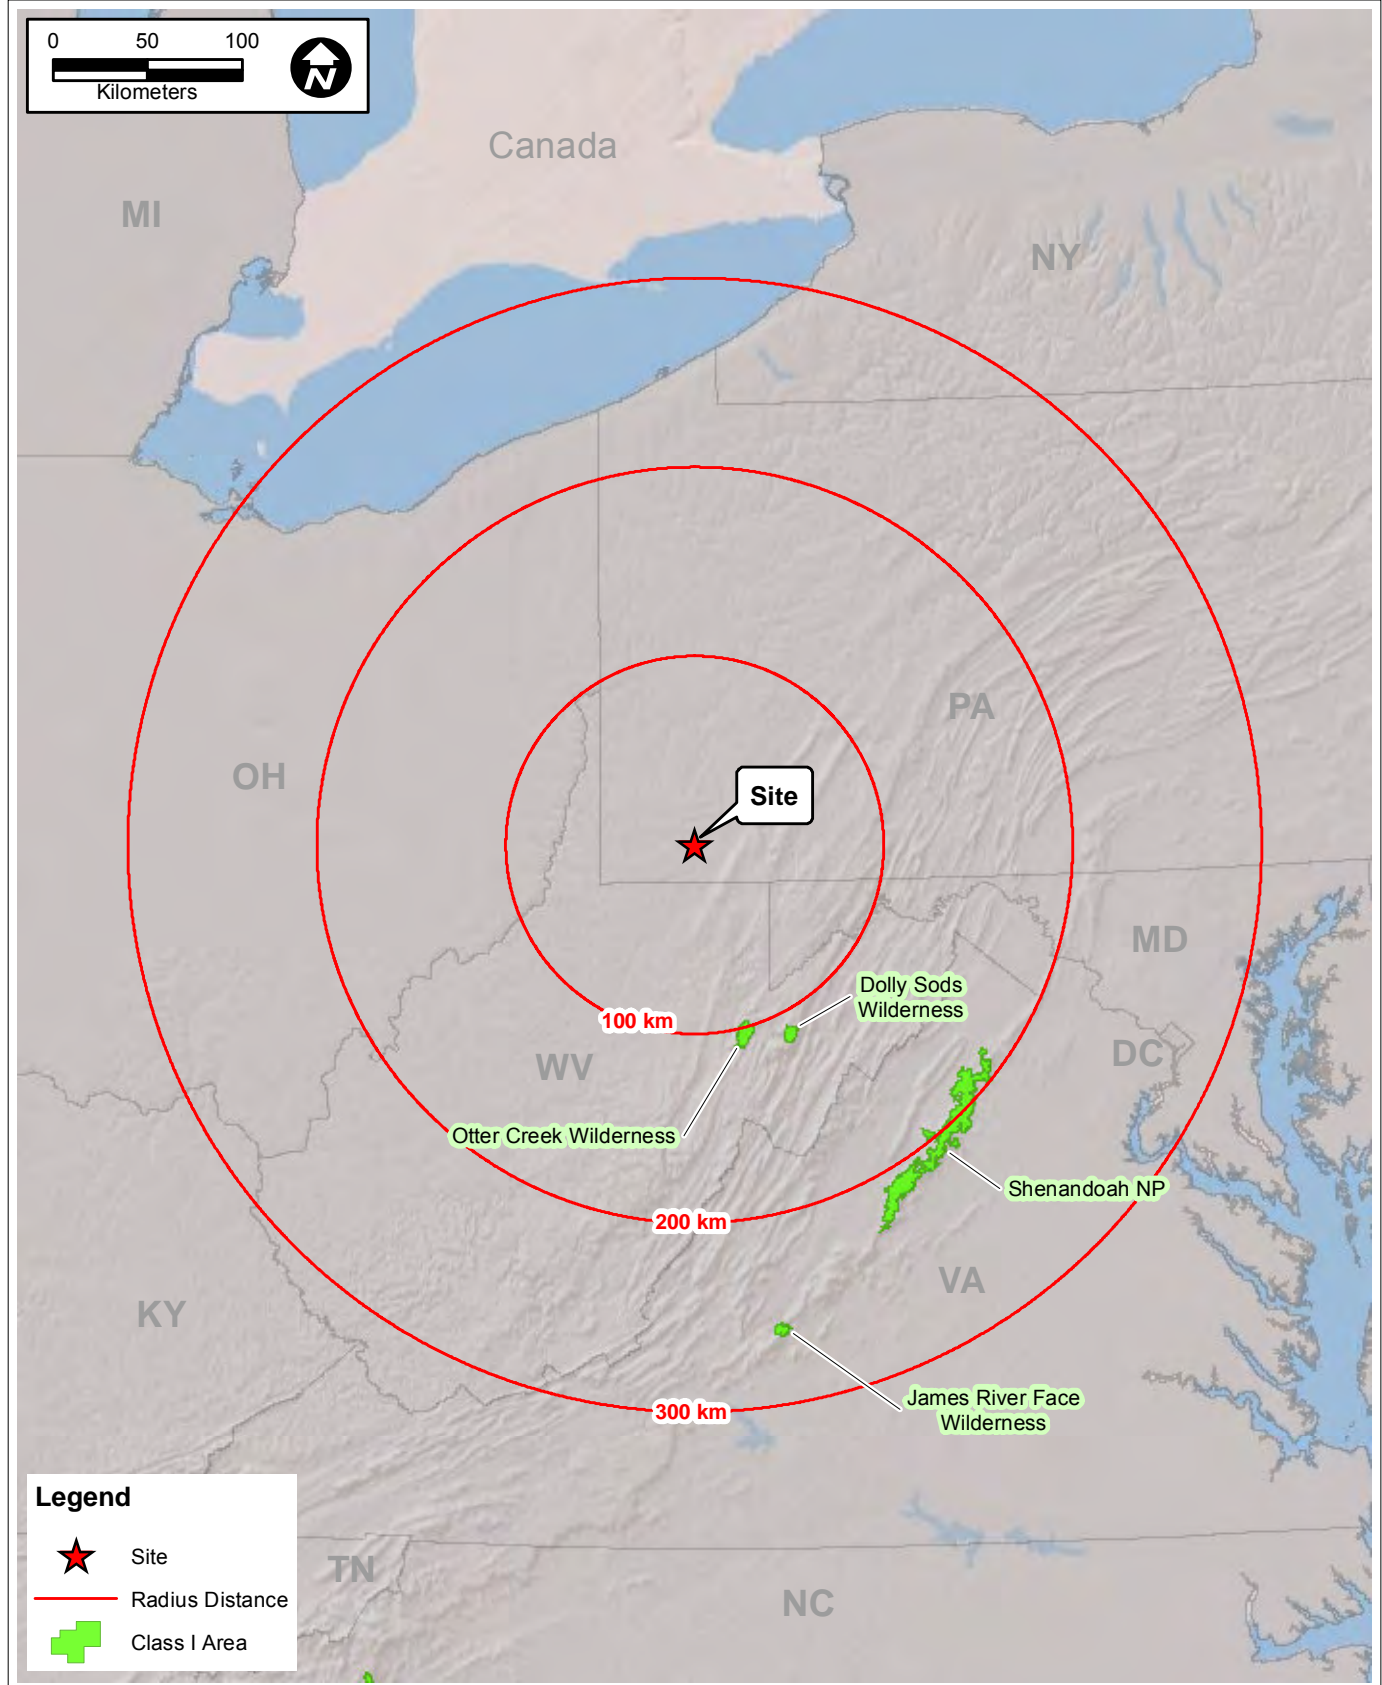 0 50 100
Kilometers
N
Canada
MI
NY
PA
OH
Site
MD
Dolly Sods
Wilderness
100 km
DC
WV
Otter Creek Wilderness
Shenandoah NP
200 km
VA
KY
James River Face
Wilderness
300 km
Legend
Site
Radius Distance
Class I Area
TN
NC